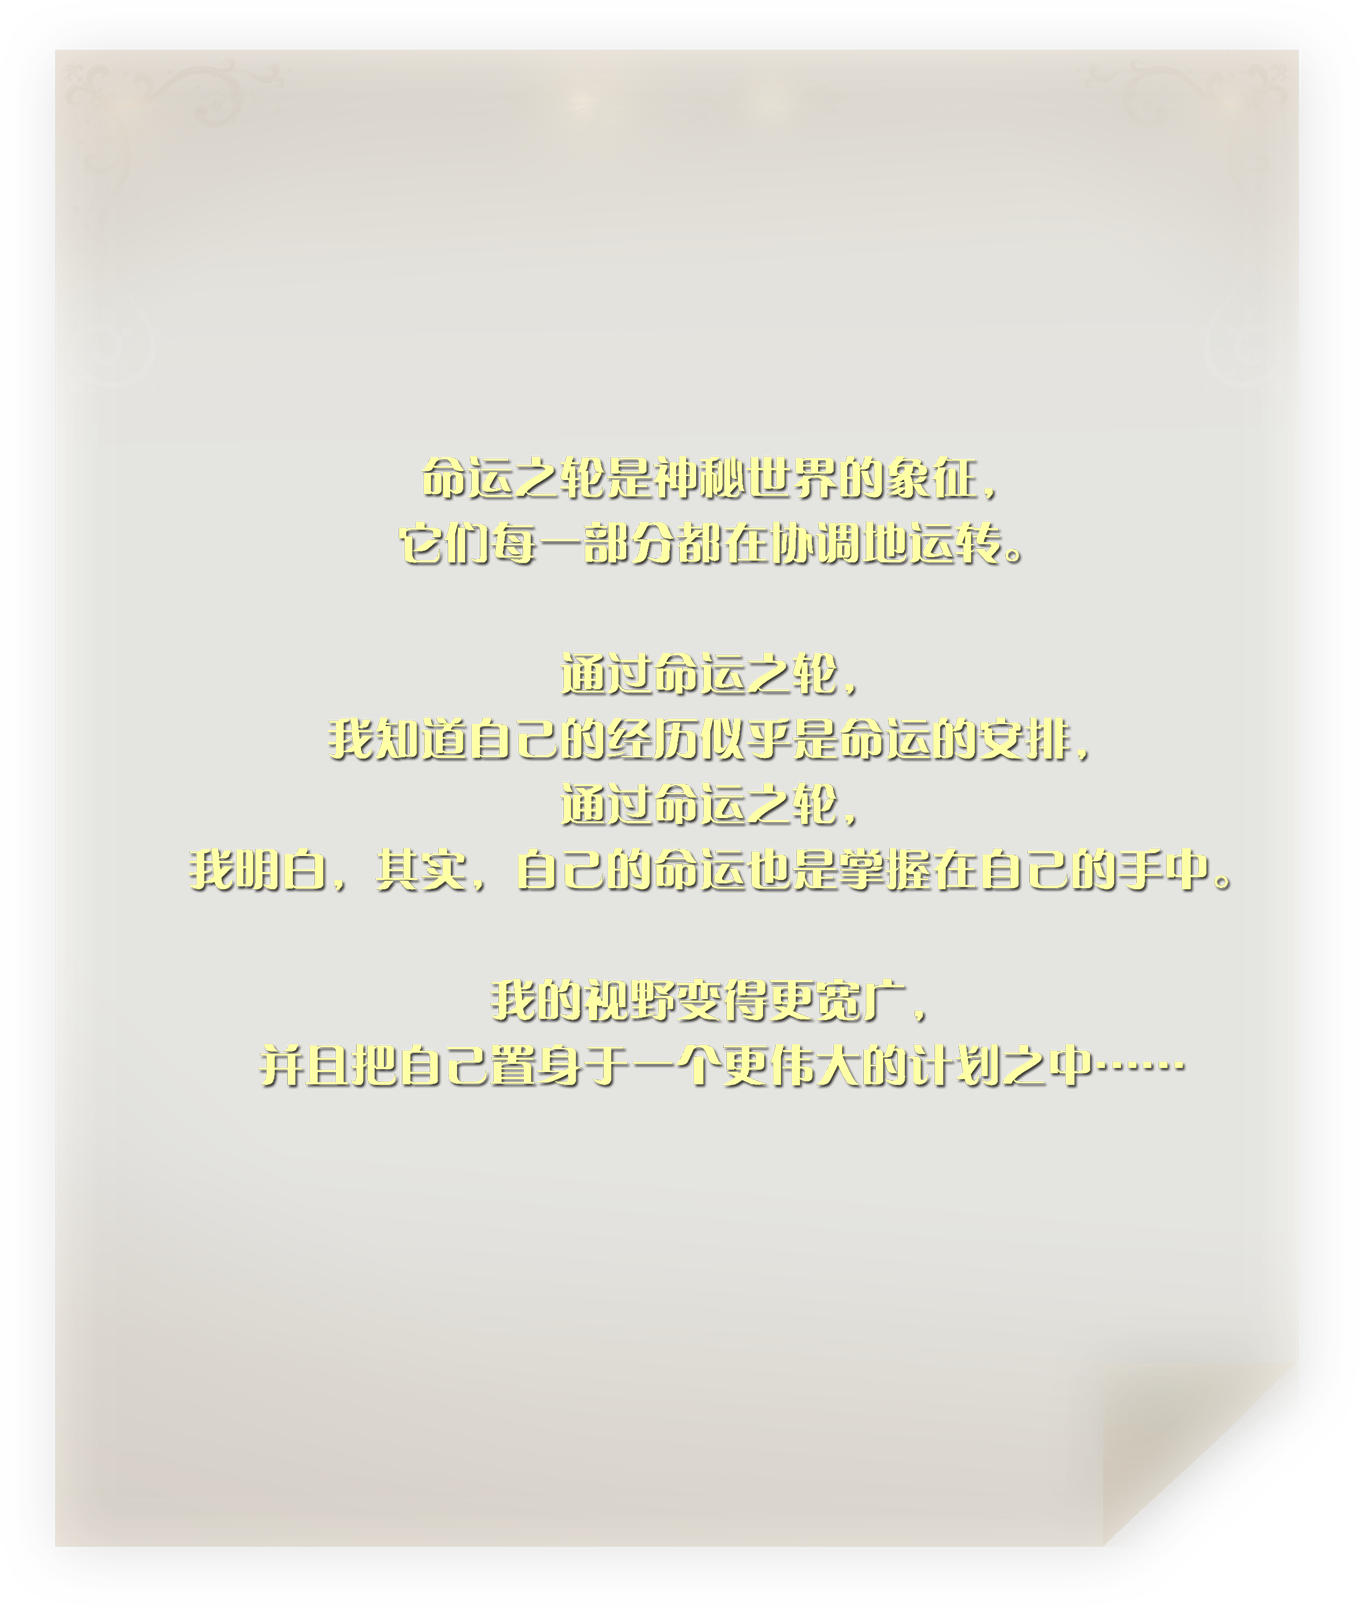 命运之轮是神秘世界的象征，
它们每一部分都在协调地运转。
通过命运之轮，
我知道自己的经历似乎是命运的安排，
通过命运之轮，
我明白，其实，自己的命运也是掌握在自己的手中。
我的视野变得更宽广，
并且把自己置身于一个更伟大的计划之中……